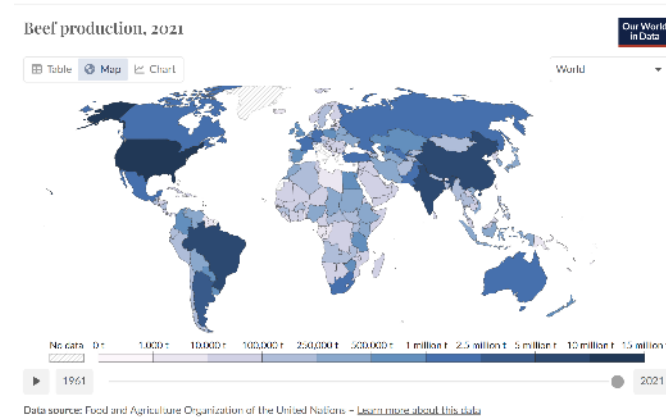 Beef production, 2021
Our World
in Data
Table Map Chart
World
No data 0 t 1,000 t 10,000 t 100,000 t 250,000 t 500,000 t 1 million t 2.5 million t 5 million t 10 million t 15 million t
1961 2021
Data source: Food and Agriculture Organization of the United Nations – Learn more about this data